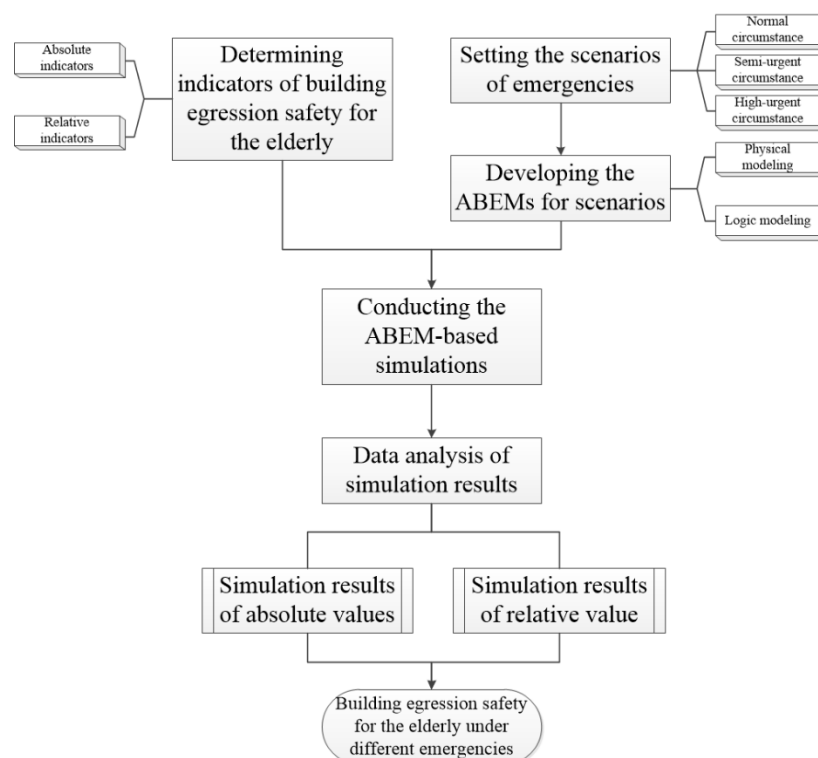 Absolute
indicators
Relative
indicators
Determining
indicators of building
egression safety for
the elderly
Setting the scenarios
of emergencies
Normal
circumstance
Semi-urgent
circumstance
High-urgent
circumstance
Developing the
ABEMs for scenarios
Physical
modeling
Logic modeling
Conducting the
ABEM-based
simulations
Data analysis of
simulation results
Simulation results
of absolute values
Simulation results
of relative value
Building egression safety
for the elderly under
different emergencies